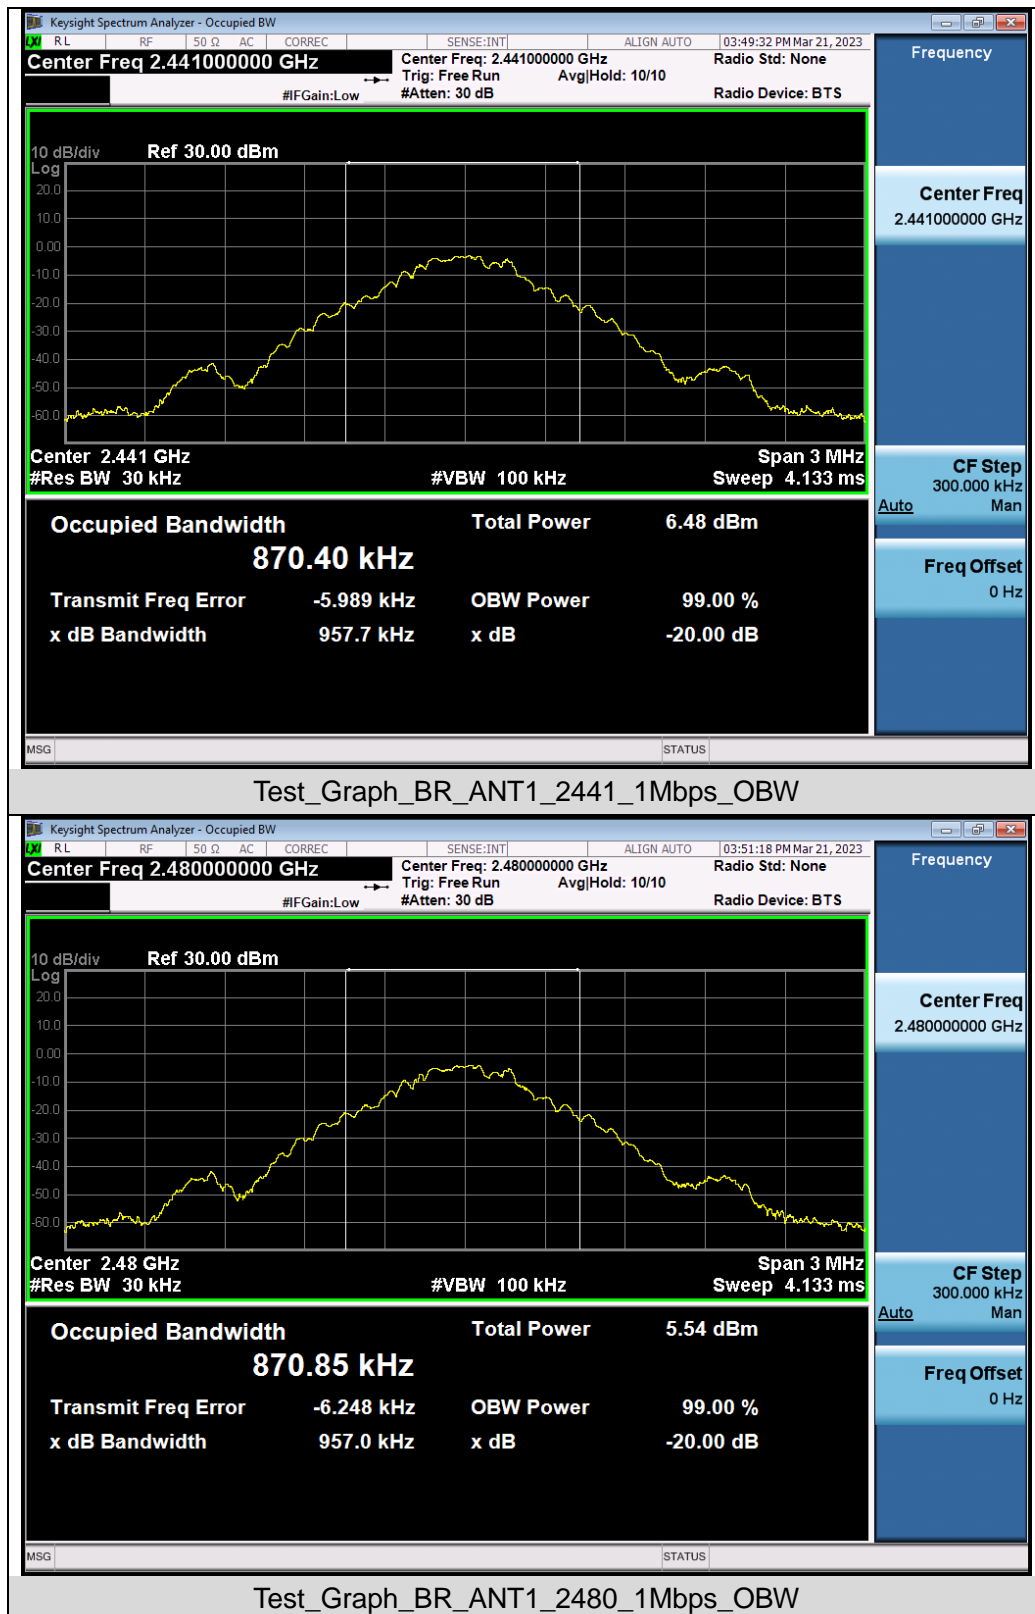 Keysight Spectrum Analyzer - Occupied BW
LXI RL RF 50 Ω AC CORREC SENSE:INT ALIGN AUTO 03:49:32 PM Mar 21, 2023
Center Freq 2.441000000 GHz Center Freq: 2.441000000 GHz Radio Std: None Frequency
Trig: Free Run Avg|Hold: 10/10
#IFGain:Low #Atten: 30 dB Radio Device: BTS
10 dB/div Ref 30.00 dBm
Log
20.0
10.0
0.00
-10.0
-20.0
-30.0
-40.0
-50.0
-60.0
Center Freq
2.441000000 GHz
Center 2.441 GHz Span 3 MHz
#Res BW 30 kHz #VBW 100 kHz Sweep 4.133 ms
CF Step
300.000 kHz
Auto Man
Freq Offset
0 Hz
Occupied Bandwidth Total Power 6.48 dBm
870.40 kHz
Transmit Freq Error -5.989 kHz OBW Power 99.00 %
x dB Bandwidth 957.7 kHz x dB -20.00 dB
MSG STATUS
Test_Graph_BR_ANT1_2441_1Mbps_OBW
Keysight Spectrum Analyzer - Occupied BW
LXI RL RF 50 Ω AC CORREC SENSE:INT ALIGN AUTO 03:51:18 PM Mar 21, 2023
Center Freq 2.480000000 GHz Center Freq: 2.480000000 GHz Radio Std: None Frequency
Trig: Free Run Avg|Hold: 10/10
#IFGain:Low #Atten: 30 dB Radio Device: BTS
10 dB/div Ref 30.00 dBm
Log
20.0
10.0
0.00
-10.0
-20.0
-30.0
-40.0
-50.0
-60.0
Center Freq
2.480000000 GHz
Center 2.48 GHz Span 3 MHz
#Res BW 30 kHz #VBW 100 kHz Sweep 4.133 ms
CF Step
300.000 kHz
Auto Man
Freq Offset
0 Hz
Occupied Bandwidth Total Power 5.54 dBm
870.85 kHz
Transmit Freq Error -6.248 kHz OBW Power 99.00 %
x dB Bandwidth 957.0 kHz x dB -20.00 dB
MSG STATUS
Test_Graph_BR_ANT1_2480_1Mbps_OBW